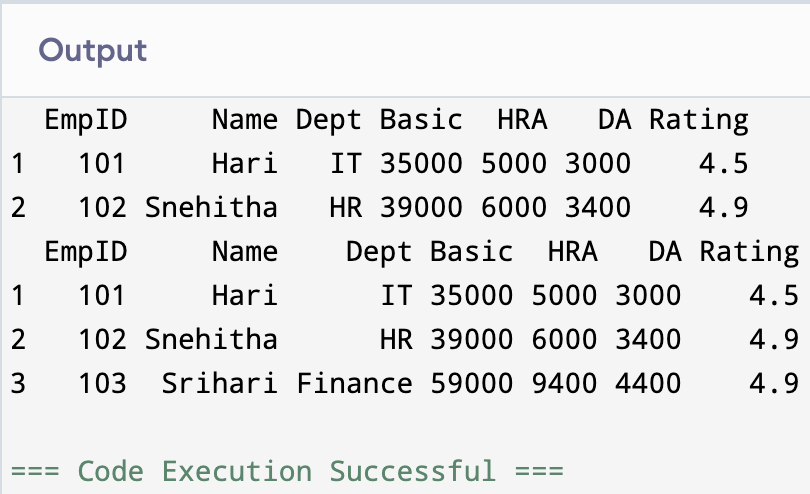 Output
  EmpID     Name Dept Basic  HRA   DA Rating
1   101     Hari   IT 35000 5000 3000    4.5
2   102 Snehitha   HR 39000 6000 3400    4.9
  EmpID     Name    Dept Basic  HRA   DA Rating
1   101     Hari      IT 35000 5000 3000    4.5
2   102 Snehitha      HR 39000 6000 3400    4.9
3   103  Srihari Finance 59000 9400 4400    4.9
=== Code Execution Successful ===